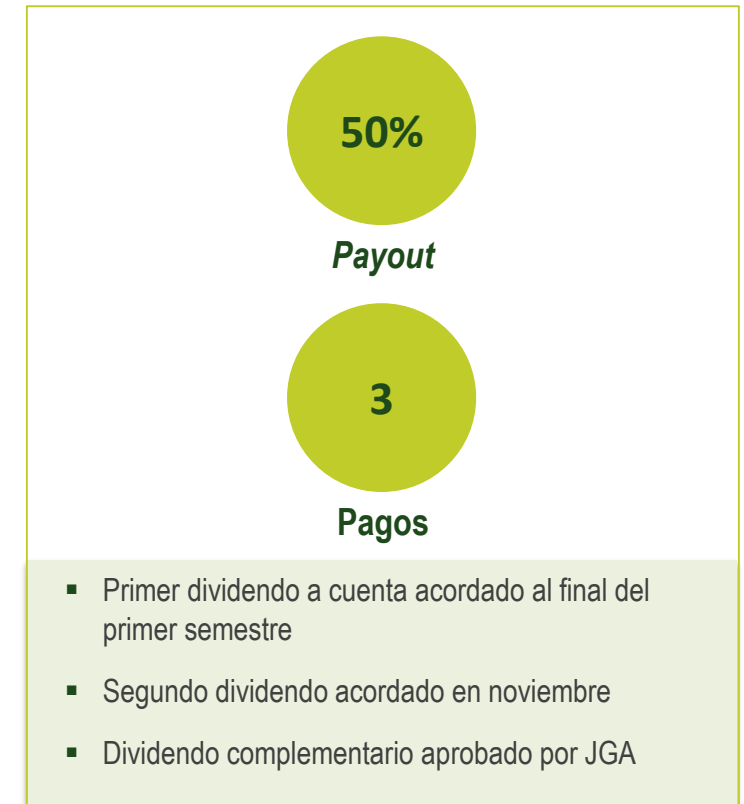 50%
Payout
3
Pagos
▪ Primer dividendo a cuenta acordado al final del
primer semestre
▪ Segundo dividendo acordado en noviembre
▪ Dividendo complementario aprobado por JGA